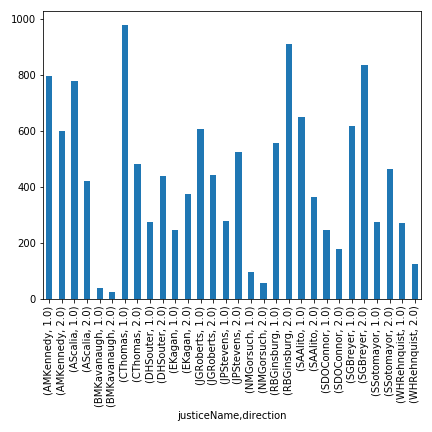 1000
800
600
400
200
0
(AMKennedy, 1.0)
(AMKennedy, 2.0)
(AScalia, 1.0)
(AScalia, 2.0)
(BMKavanaugh, 1.0)
(BMKavanaugh, 2.0)
(CThomas, 1.0)
(CThomas, 2.0)
(DHSouter, 1.0)
(DHSouter, 2.0)
(EKagan, 1.0)
(EKagan, 2.0)
(JGRoberts, 1.0)
(JGRoberts, 2.0)
(JPStevens, 1.0)
(JPStevens, 2.0)
(NMGorsuch, 1.0)
(NMGorsuch, 2.0)
(RBGinsburg, 1.0)
(RBGinsburg, 2.0)
(SAAlito, 1.0)
(SAAlito, 2.0)
(SDOConnor, 1.0)
(SDOConnor, 2.0)
(SGBreyer, 1.0)
(SGBreyer, 2.0)
(SSotomayor, 1.0)
(SSotomayor, 2.0)
(WHRehnquist, 1.0)
(WHRehnquist, 2.0)
justiceName,direction